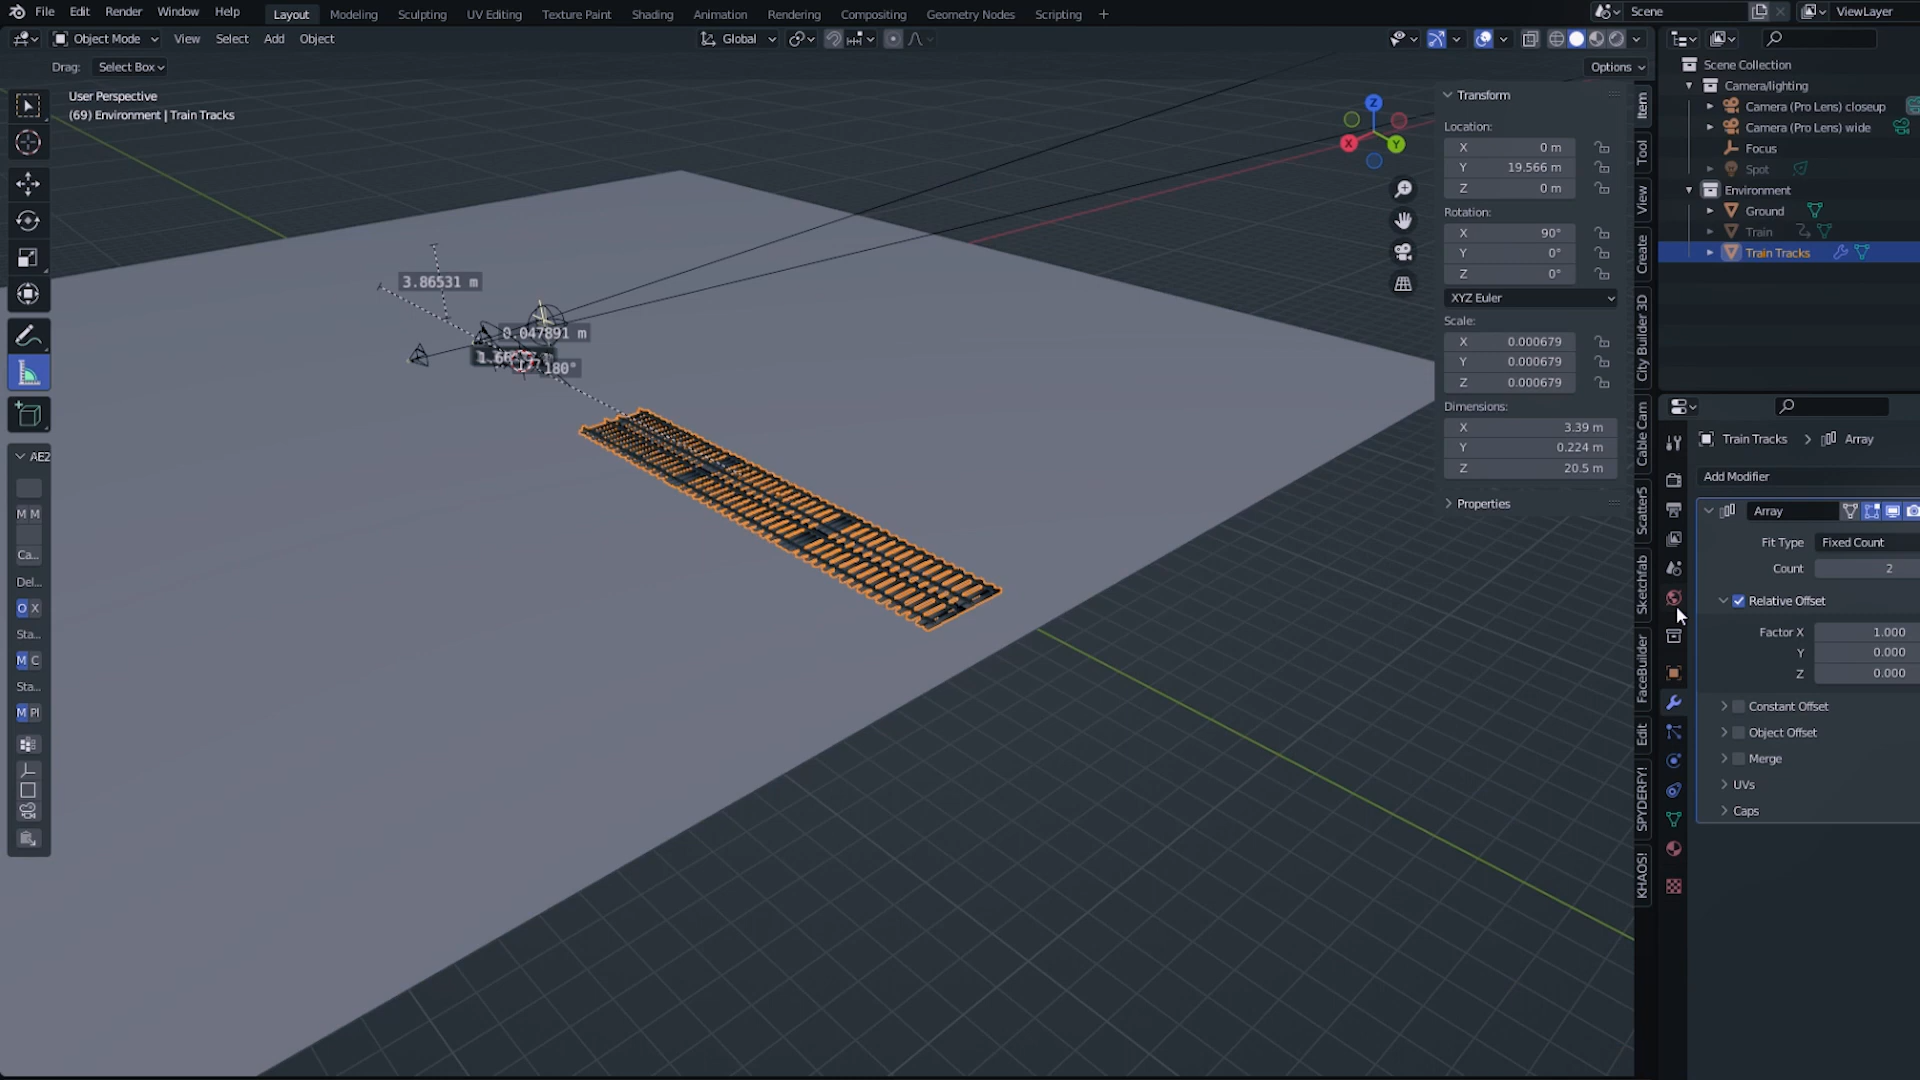 File Edit Render Window Help Layout Modeling Sculpting UV Editing Texture Paint Shading Animation Rendering Compositing Geometry Nodes Scripting + Scene ViewLayer
Object Mode View Select Add Object Global
Drag: Select Box Options
User Perspective
(69) Environment | Train Tracks
3.86531 m
0.047891 m
180°
AE2
M M
Ca...
Del...
O X
Sta...
M C
Sta...
M Pl
Z
X
Y
Transform
Location:
X 0 m
Y 19.566 m
Z 0 m
Rotation:
X 90°
Y 0°
Z 0°
XYZ Euler
Scale:
X 0.000679
Y 0.000679
Z 0.000679
Dimensions:
X 3.39 m
Y 0.224 m
Z 20.5 m
Properties
Item
Tool
View
Create
City Builder 3D
Cable Cam
Scatter5
Sketchfab
FaceBuilder
Edit
SPYDERFY!
KHAOS!
Scene Collection
Camera/lighting
Camera (Pro Lens) closeup
Camera (Pro Lens) wide
Focus
Spot
Environment
Ground
Train
Train Tracks
Train Tracks > Array
Add Modifier
Array
Fit Type Fixed Count
Count 2
Relative Offset
Factor X 1.000
Y 0.000
Z 0.000
Constant Offset
Object Offset
Merge
UVs
Caps